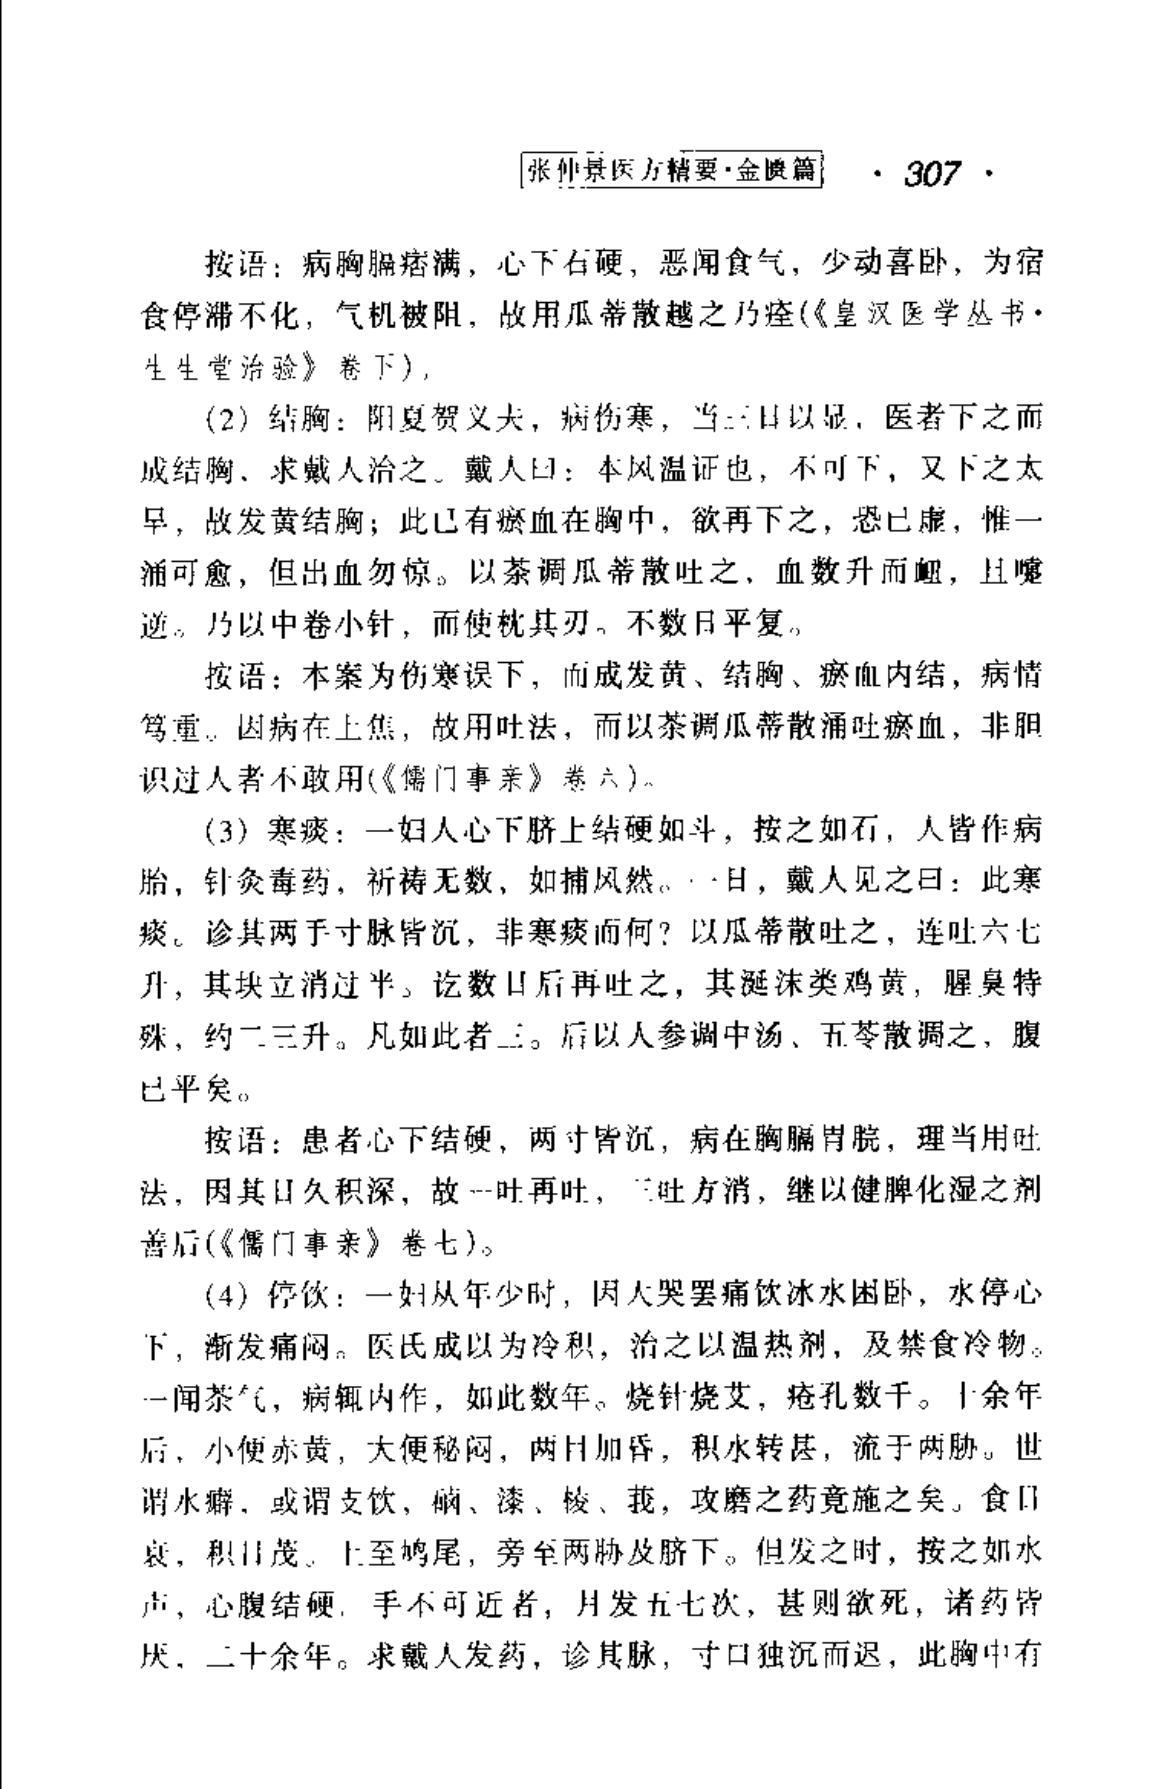 张仲景医方精要·金匮篇 · 307 ·
按语：病胸膈痞满，心下石硬，恶闻食气，少动喜卧，为宿
食停滞不化，气机被阻，故用瓜蒂散越之乃痊(《皇汉医学丛书·
生生堂治验》卷下)。
(2) 结胸：阳夏贺义夫，病伤寒，当三日以显，医者下之而
成结胸，求戴人治之。戴人曰：本风温证也，不可下，又下之太
早，故发黄结胸；此已有瘀血在胸中，欲再下之，恐已虚，惟一
涌可愈，但出血勿惊。以茶调瓜蒂散吐之，血数升而衄，且嚏
逆。乃以中卷小针，而使枕其刃。不数日平复。
按语：本案为伤寒误下，而成发黄、结胸、瘀血内结，病情
笃重。因病在上焦，故用吐法，而以茶调瓜蒂散涌吐瘀血，非胆
识过人者不敢用(《儒门事亲》卷六)。
(3) 寒痰：一妇人心下脐上结硬如斗，按之如石，人皆作病
胎，针灸毒药，祈祷无数，如捕风然。一日，戴人见之曰：此寒
痰。诊其两手寸脉皆沉，非寒痰而何？以瓜蒂散吐之，连吐六七
升，其块立消过半。讫数日后再吐之，其涎沫类鸡黄，腥臭特
殊，约二三升。凡如此者三。后以人参调中汤、五苓散调之，腹
已平矣。
按语：患者心下结硬，两寸皆沉，病在胸膈胃脘，理当用吐
法，因其日久积深，故一吐再吐，三吐方消，继以健脾化湿之剂
善后(《儒门事亲》卷七)。
(4) 停饮：一妇从年少时，因大哭罢痛饮冰水困卧，水停心
下，渐发痛闷。医氏咸以为冷积，治之以温热剂，及禁食冷物。
一闻茶气，病辄内作，如此数年。烧针烧艾，疮孔数千。十余年
后，小便赤黄，大便秘闷，两目加昏，积水转甚，流于两胁。世
谓水癖，或谓支饮，硇、漆、棱、莪，攻磨之药竟施之矣。食日
衰，积日茂。上至鸠尾，旁至两胁及脐下。但发之时，按之如水
声，心腹结硬，手不可近者，月发五七次，甚则欲死，诸药皆
厌，二十余年。求戴人发药，诊其脉，寸口独沉而迟，此胸中有